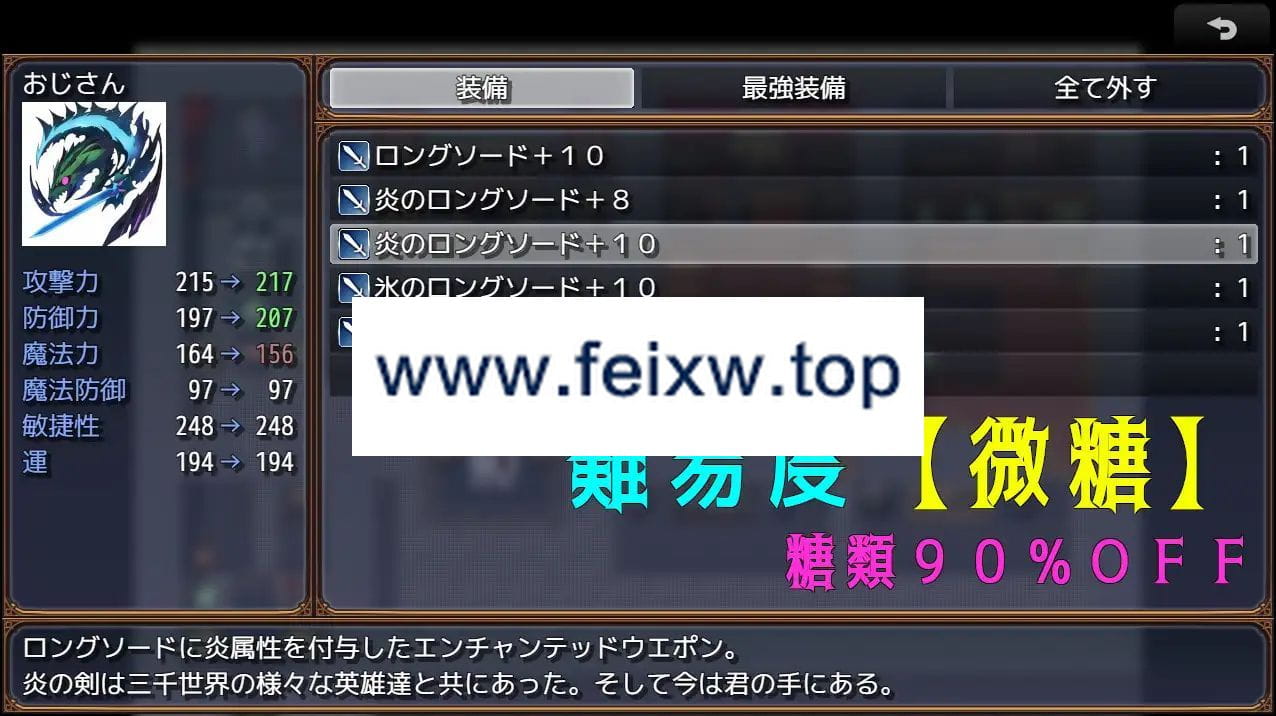 おじさん
装備 最強装備 全て外す
ロングソード＋１０ : 1
炎のロングソード＋８ : 1
炎のロングソード＋１０ : 1
氷のロングソード＋１０ : 1
: 1
攻撃力 215→ 217
防御力 197→ 207
魔法力 164→ 156
魔法防御 97→ 97
敏捷性 248→ 248
運 194→ 194
www.feixw.top
難易度【微糖】
糖類９０％ＯＦＦ
ロングソードに炎属性を付与したエンチャンテッドウエポン。
炎の剣は三千世界の様々な英雄達と共にあった。そして今は君の手にある。